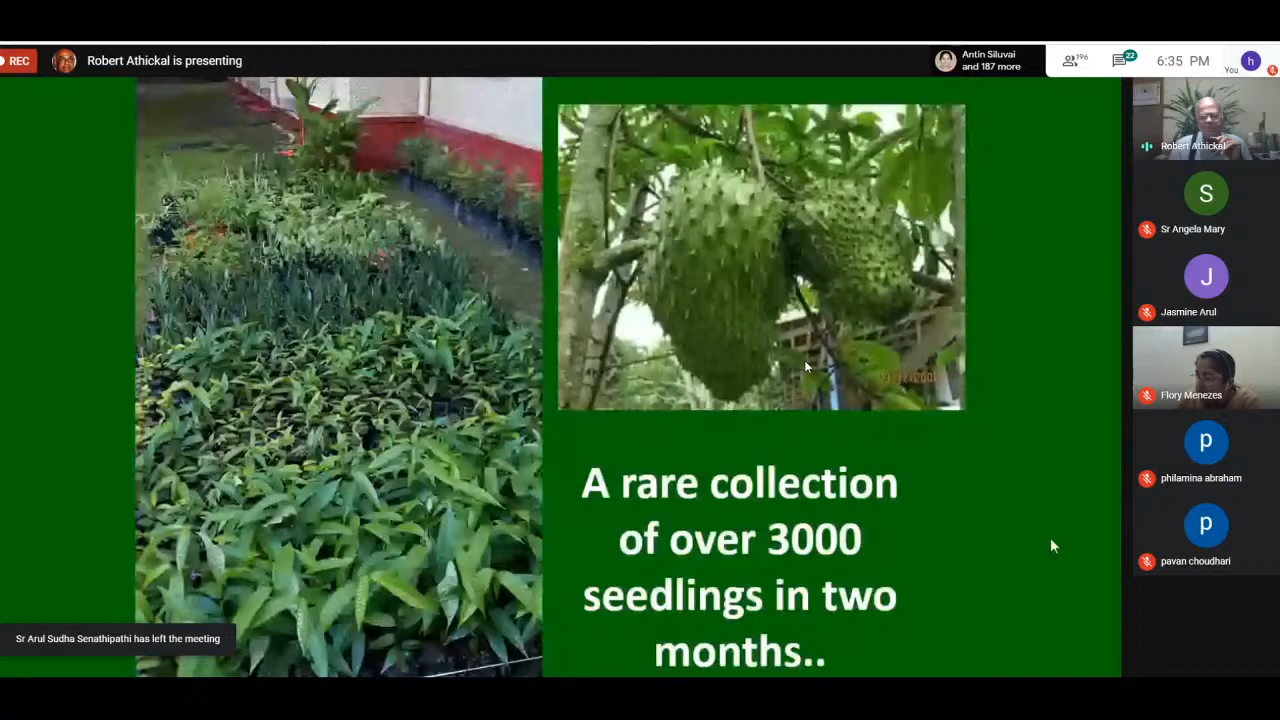 REC
Robert Athickal is presenting
Antin Siluvai
and 187 more
196
22
6:35 PM
You
h
Robert Athickal
S
Sr Angela Mary
J
Jasmine Arul
Flory Menezes
p
philamina abraham
p
pavan choudhari
A rare collection
of over 3000
seedlings in two
months..
Sr Arul Sudha Senathipathi has left the meeting